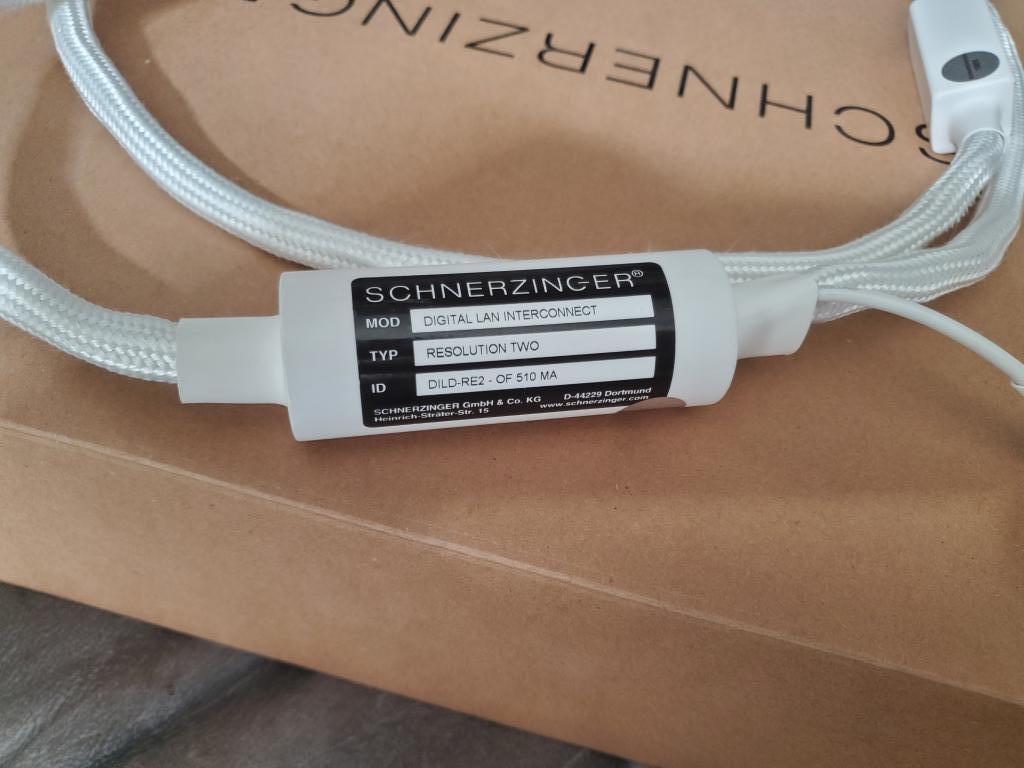 SCHNERZINGER
SCHNERZINGER®
MOD DIGITAL LAN INTERCONNECT
TYP RESOLUTION TWO
ID DILD-RE2 - OF 510 MA
SCHNERZINGER GmbH & Co. KG D-44229 Dortmund
Heinrich-Sträter-Str. 15 www.schnerzinger.com